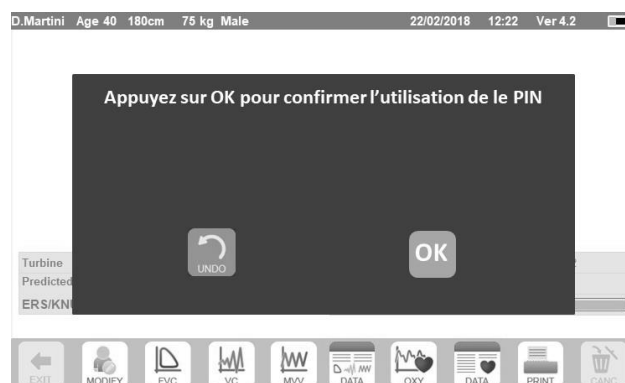 D.Martini Age 40 180cm 75 kg Male 22/02/2018 12:22 Ver 4.2
Appuyez sur OK pour confirmer l'utilisation de le PIN
UNDO
OK
Turbine
Predicted
ERS/KNU
EXIT MODIFY FVC VC MVV DATA OXY DATA PRINT CANC